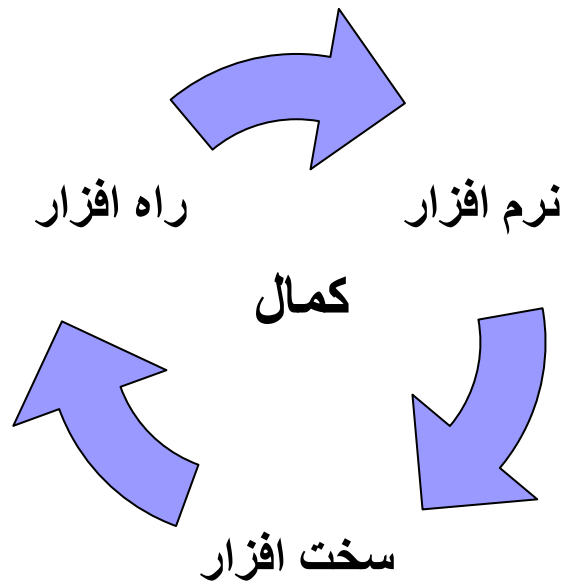 نرم افزار
راه افزار
کمال
سخت افزار